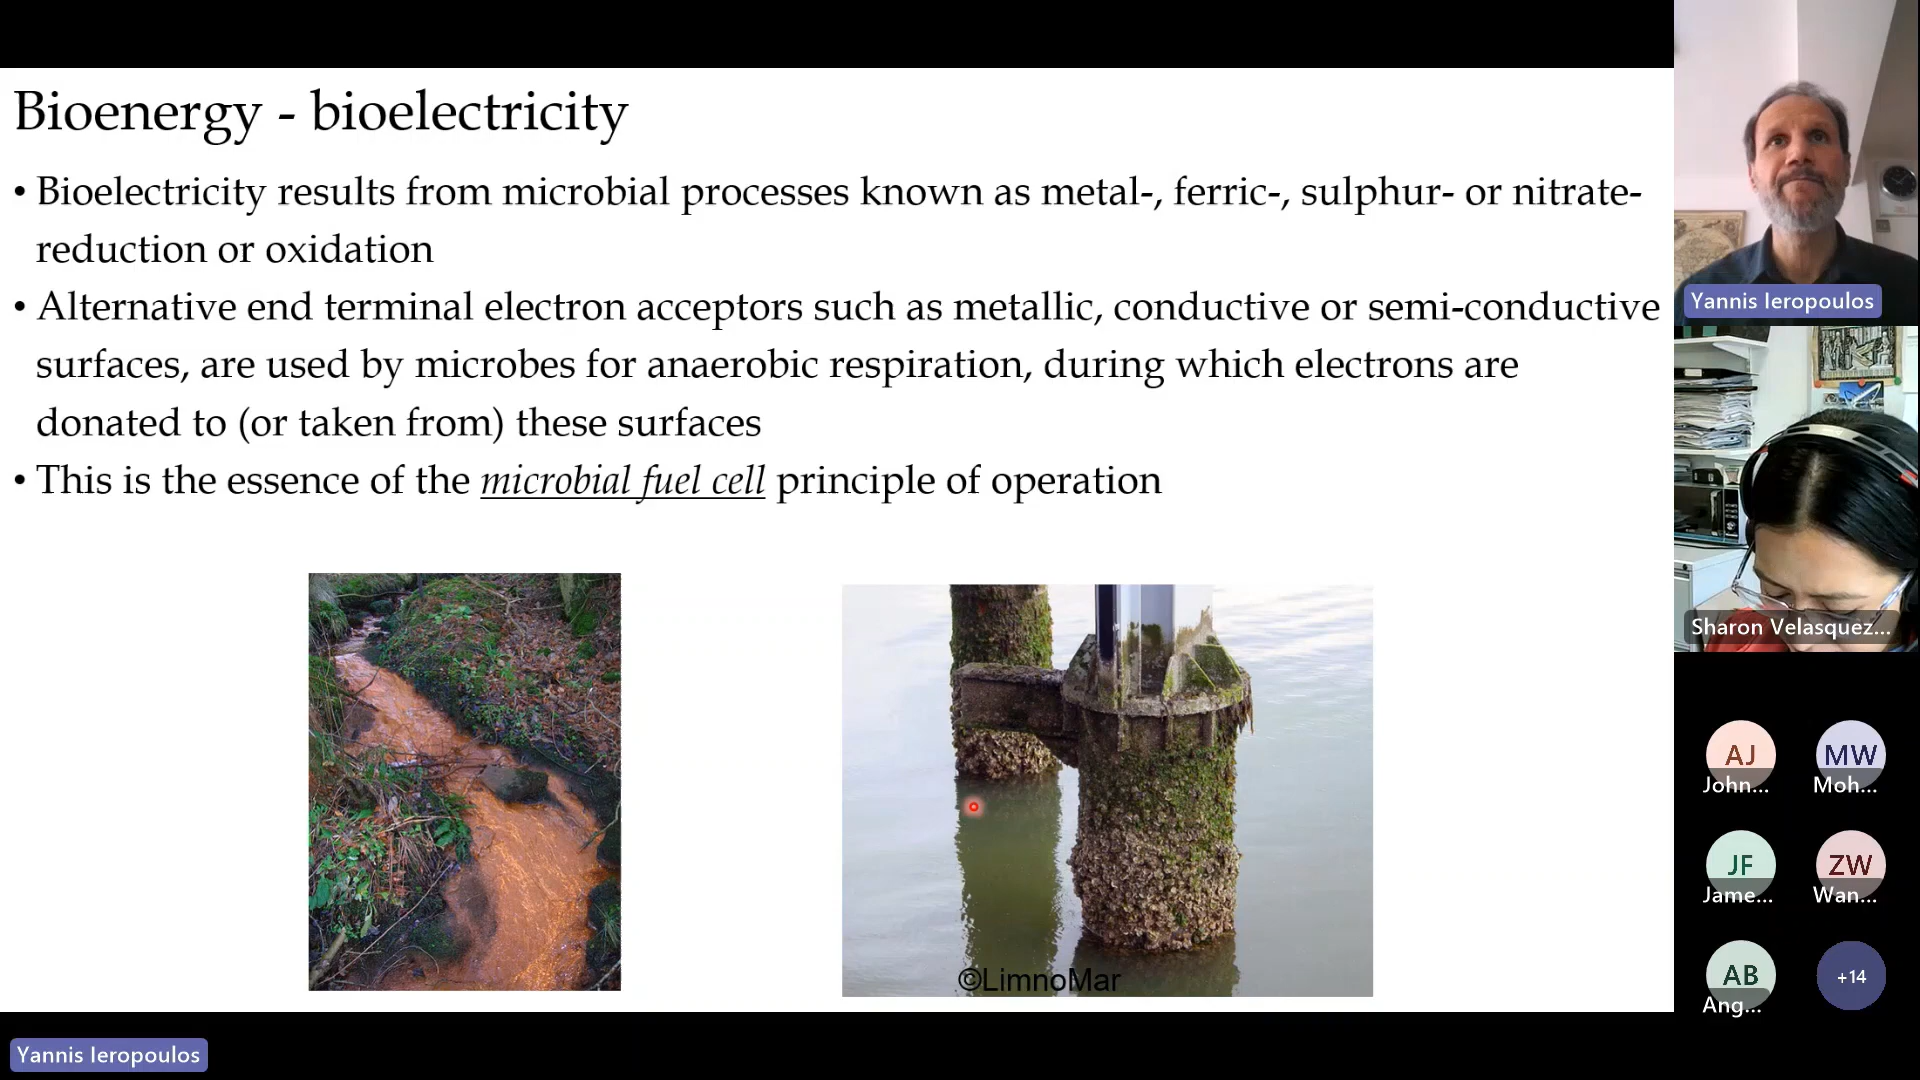 Bioenergy - bioelectricity
• Bioelectricity results from microbial processes known as metal-, ferric-, sulphur- or nitrate-
reduction or oxidation
• Alternative end terminal electron acceptors such as metallic, conductive or semi-conductive
surfaces, are used by microbes for anaerobic respiration, during which electrons are
donated to (or taken from) these surfaces
• This is the essence of the microbial fuel cell principle of operation
©LimnoMar
Yannis Ieropoulos
Yannis Ieropoulos
Sharon Velasquez...
AJ
John...
MW
Moh...
JF
Jame...
ZW
Wan...
AB
Ang...
+14